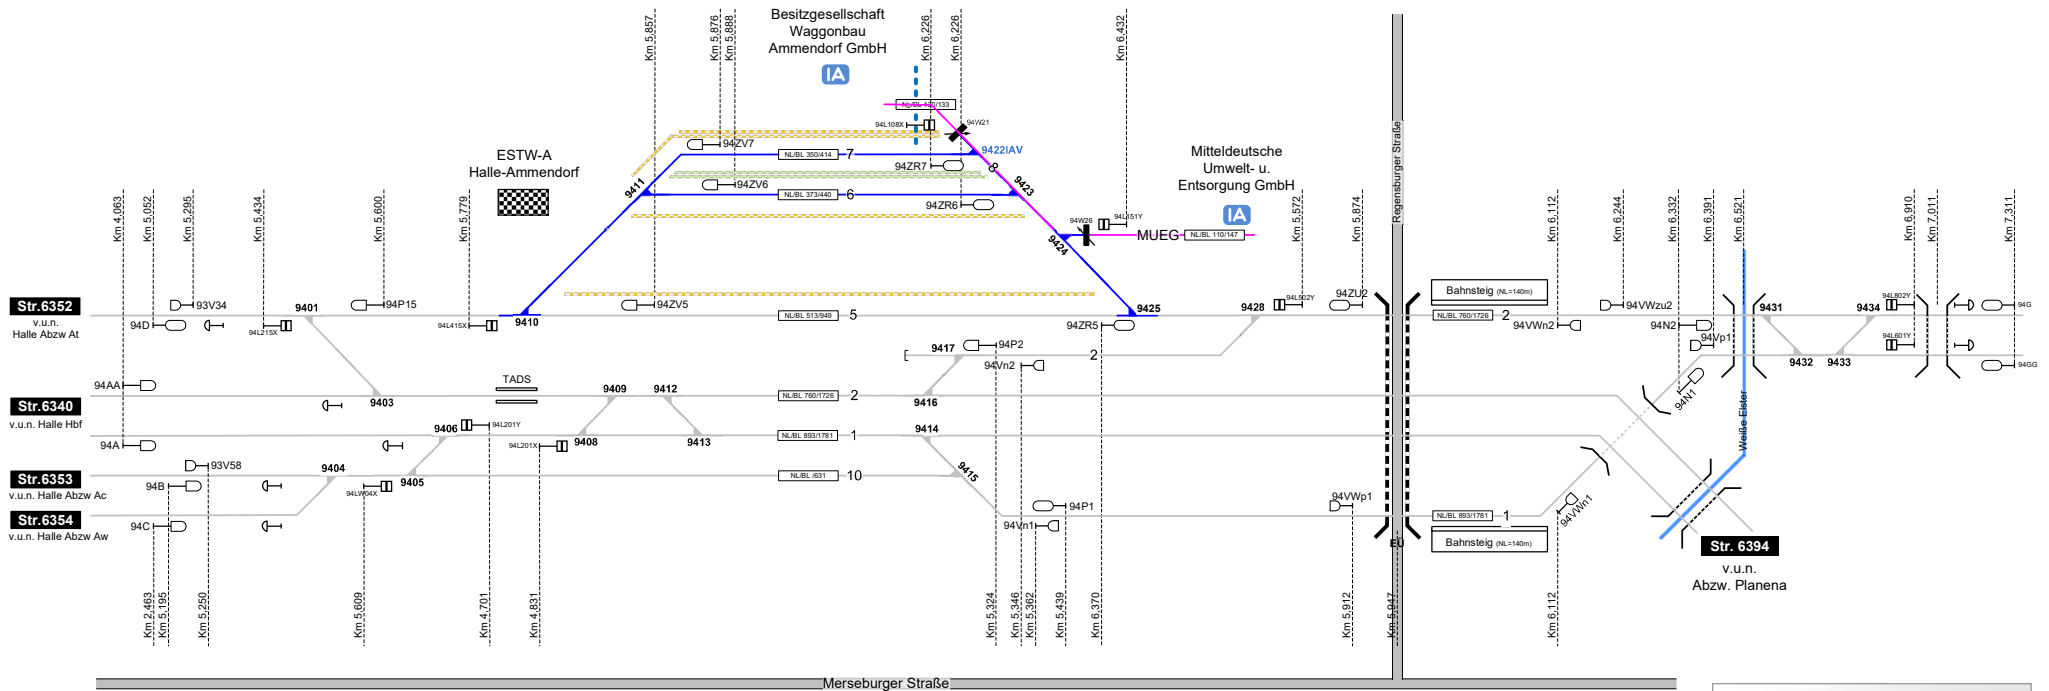 Besitzgesellschaft
Waggonbau
Ammendorf GmbH
IA
Km 5,857
Km 5,876
Km 5,888
Km 6,226
Km 6,226
Km 6,432
94L108X
94W21
94ZV7
NL/BL 350/414
7
9422IAV
94ZR7
8
ESTW-A
Halle-Ammendorf
94ZV6
9411
NL/BL 373/440
6
9423
94ZR6
Mitteldeutsche
Umwelt- u.
Entsorgung GmbH
IA
94W26
94L151Y
9424
MUEG
NL/BL 110/147
Regensburger Straße
Km 4,063
Km 5,052
Km 5,295
Km 5,434
Km 5,600
Km 5,779
Km 5,572
Km 5,874
Km 6,112
Km 6,244
Km 6,332
Km 6,391
Km 6,521
Km 6,910
Km 7,011
Km 7,311
Str.6352
v.u.n.
Halle Abzw At
93V34
94D
94L215X
9401
94P15
94L415X
9410
94ZV5
NL/BL 513/949
5
94ZR5
9425
9428
94L502Y
94ZU2
Bahnsteig (NL=140m)
NL/BL 760/1726
2
94VWn2
94VWzu2
94N2
94Vp1
9431
9434
94L802Y
94G
94L601Y
94GG
9432
9433
94N1
Weiße Elster
9417
94P2
94Vn2
2
94AA
TADS
Str.6340
v.u.n. Halle Hbf
9403
9409
9412
NL/BL 760/1726
2
9416
94A
9406
94L201Y
94L201X
9408
9413
NL/BL 893/1781
1
9414
Str.6353
v.u.n. Halle Abzw Ac
93V58
94B
9404
94LW04X
9405
NL/BL /631
10
9415
Str.6354
v.u.n. Halle Abzw Aw
94C
94P1
94Vn1
94VWp1
NL/BL 893/1781
1
94VWn1
EÜ
Bahnsteig (NL=140m)
Str. 6394
v.u.n.
Abzw. Planena
Km 2,463
Km 5,195
Km 5,250
Km 5,609
Km 4,701
Km 4,831
Km 5,324
Km 5,346
Km 5,362
Km 5,439
Km 6,370
Km 5,912
Km 5,947
Km 6,112
Merseburger Straße